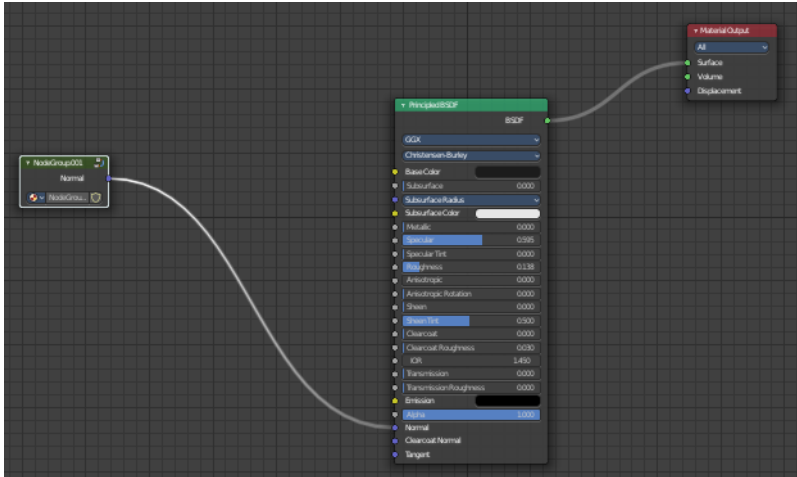 Material Output
All
Surface
Volume
Displacement
Principled BSDF
BSDF
GGX
Christensen-Burley
Base Color
Subsurface 0.000
Subsurface Radius
Subsurface Color
Metallic 0.000
Specular 0.595
Specular Tint 0.000
Roughness 0.138
Anisotropic 0.000
Anisotropic Rotation 0.000
Sheen 0.000
Sheen Tint 0.500
Clearcoat 0.000
Clearcoat Roughness 0.030
IOR 1.450
Transmission 0.000
Transmission Roughness 0.000
Emission
Alpha 1.000
Normal
Clearcoat Normal
Tangent
NodeGroup.001
Normal
NodeGrou...